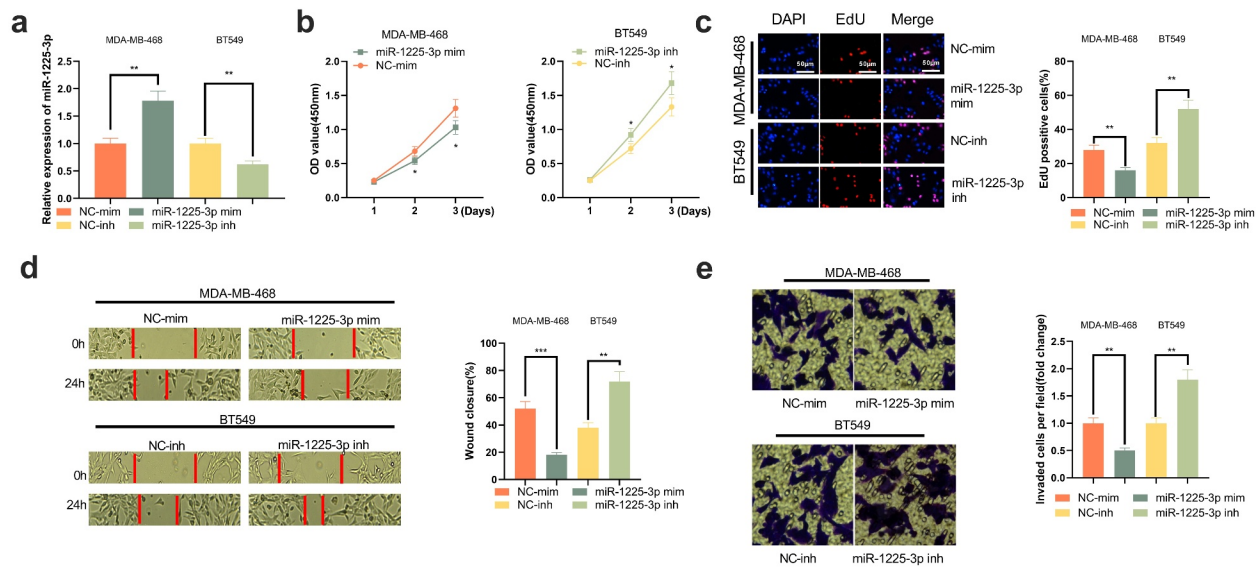 a
MDA-MB-468 BT549
Relative expression of miR-1225-3p
2.5
2.0
1.5
1.0
0.5
0.0
** **
NC-mim miR-1225-3p mim
NC-inh miR-1225-3p inh
b
MDA-MB-468
miR-1225-3p mim
NC-mim
OD value(450nm)
2.0
1.5
1.0
0.5
0.0
*
*
1 2 3 (Days)
BT549
miR-1225-3p inh
NC-inh
OD value(450nm)
2.0
1.5
1.0
0.5
0.0
*
*
1 2 3 (Days)
c
DAPI EdU Merge
MDA-MB-468
BT549
50μm 50μm 50μm
NC-mim
miR-1225-3p
mim
NC-inh
miR-1225-3p
inh
MDA-MB-468 BT549
EdU possitive cells(%)
80
60
40
20
0
** **
NC-mim miR-1225-3p mim
NC-inh miR-1225-3p inh
d
MDA-MB-468
NC-mim miR-1225-3p mim
0h
24h
BT549
NC-inh miR-1225-3p inh
0h
24h
MDA-MB-468 BT549
Wound closure(%)
100
80
60
40
20
0
*** **
NC-mim miR-1225-3p mim
NC-inh miR-1225-3p inh
e
MDA-MB-468
NC-mim miR-1225-3p mim
BT549
NC-inh miR-1225-3p inh
MDA-MB-468 BT549
Invaded cells per field(fold change)
2.5
2.0
1.5
1.0
0.5
0.0
** **
NC-mim miR-1225-3p mim
NC-inh miR-1225-3p inh